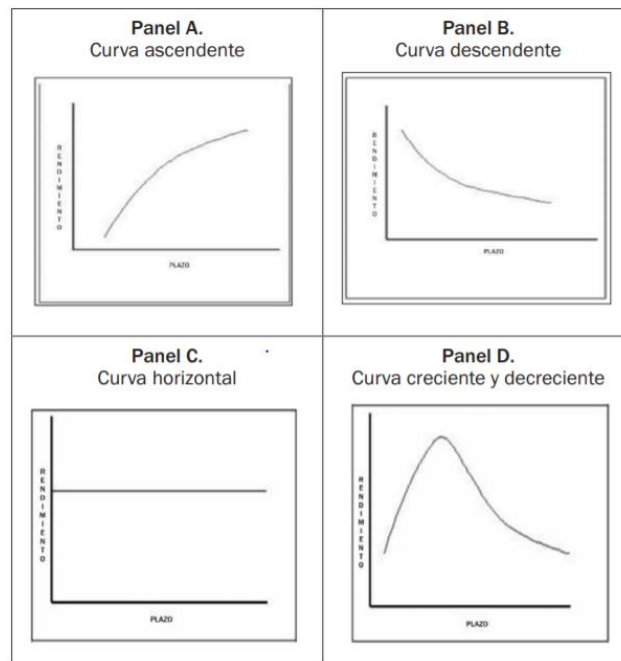 Panel A.
Curva ascendente
RENDIMIENTO
PLAZO
Panel B.
Curva descendente
RENDIMIENTO
PLAZO
Panel C.
Curva horizontal
RENDIMIENTO
PLAZO
Panel D.
Curva creciente y decreciente
RENDIMIENTO
PLAZO